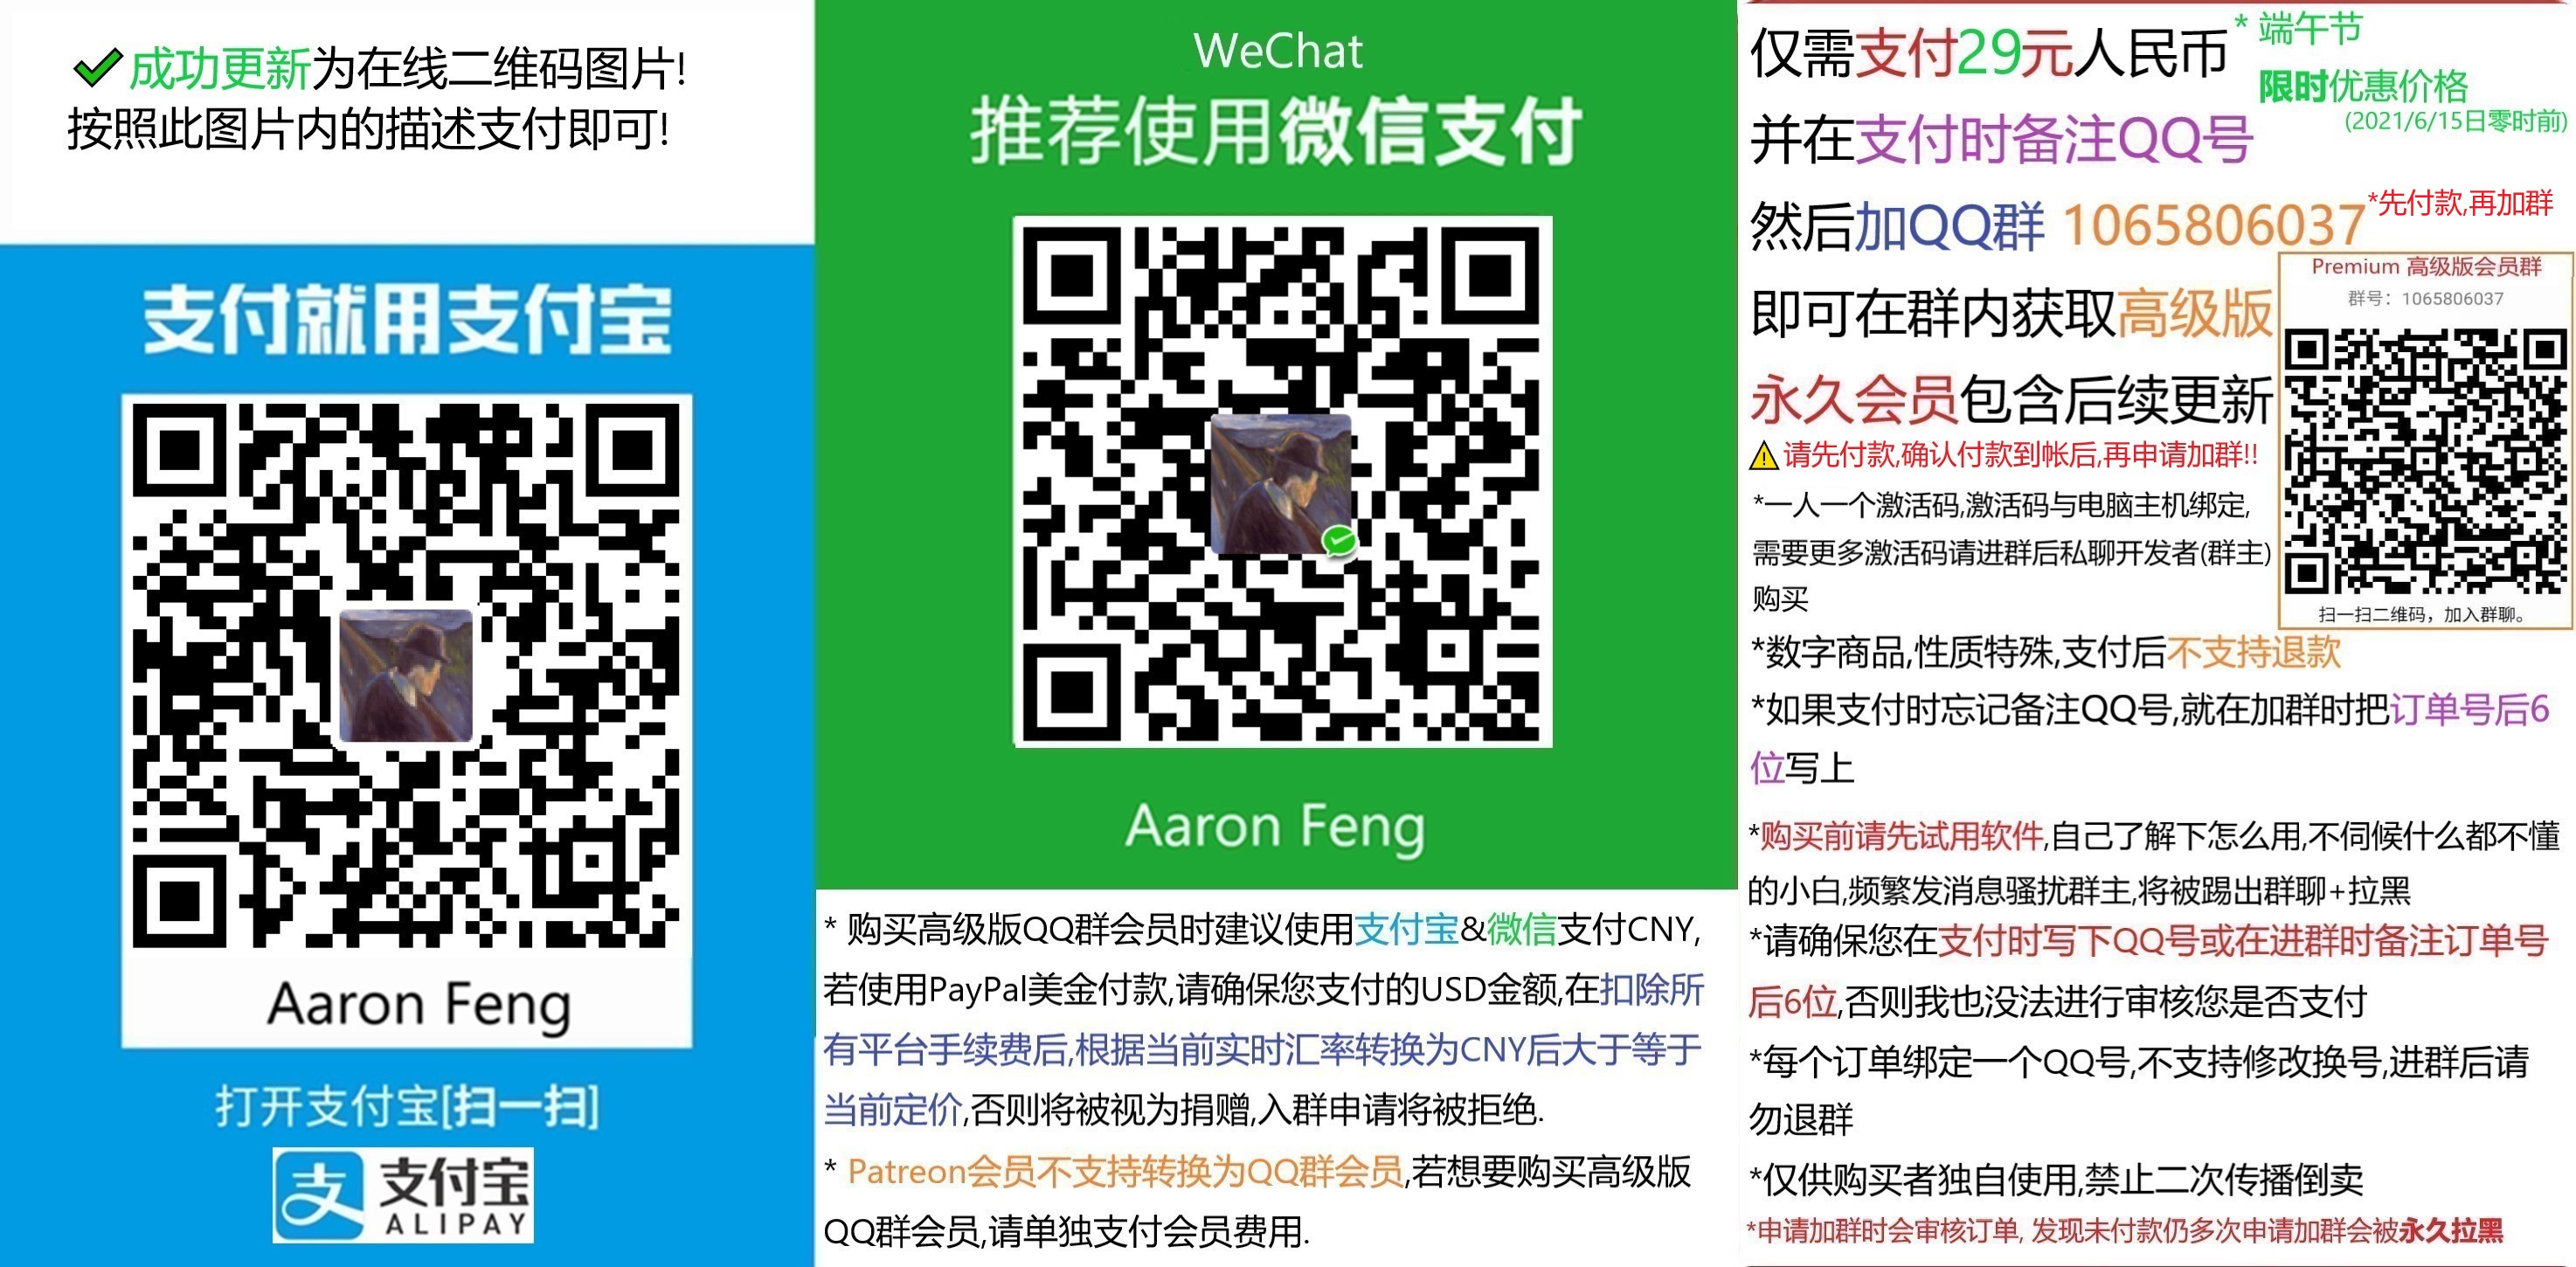 成功更新为在线二维码图片!
按照此图片内的描述支付即可!
支付就用支付宝
Aaron Feng
打开支付宝[扫一扫]
支 支付宝
ALIPAY
WeChat
推荐使用微信支付
Aaron Feng
* 购买高级版QQ群会员时建议使用支付宝&微信支付CNY,
若使用PayPal美金付款,请确保您支付的USD金额,在扣除所
有平台手续费后,根据当前实时汇率转换为CNY后大于等于
当前定价,否则将被视为捐赠,入群申请将被拒绝.
* Patreon会员不支持转换为QQ群会员,若想要购买高级版
QQ群会员,请单独支付会员费用.
仅需支付29元人民币
* 端午节
限时优惠价格
(2021/6/15日零时前)
并在支付时备注QQ号
然后加QQ群 1065806037
*先付款,再加群
即可在群内获取高级版
永久会员包含后续更新
Premium 高级版会员群
群号：1065806037
扫一扫二维码，加入群聊。
请先付款,确认付款到帐后,再申请加群!!
*一人一个激活码,激活码与电脑主机绑定,
需要更多激活码请进群后私聊开发者(群主)
购买
*数字商品,性质特殊,支付后不支持退款
*如果支付时忘记备注QQ号,就在加群时把订单号后6
位写上
*购买前请先试用软件,自己了解下怎么用,不伺候什么都不懂
的小白,频繁发消息骚扰群主,将被踢出群聊+拉黑
*请确保您在支付时写下QQ号或在进群时备注订单号
后6位,否则我也没法进行审核您是否支付
*每个订单绑定一个QQ号,不支持修改换号,进群后请
勿退群
*仅供购买者独自使用,禁止二次传播倒卖
*申请加群时会审核订单, 发现未付款仍多次申请加群会被永久拉黑